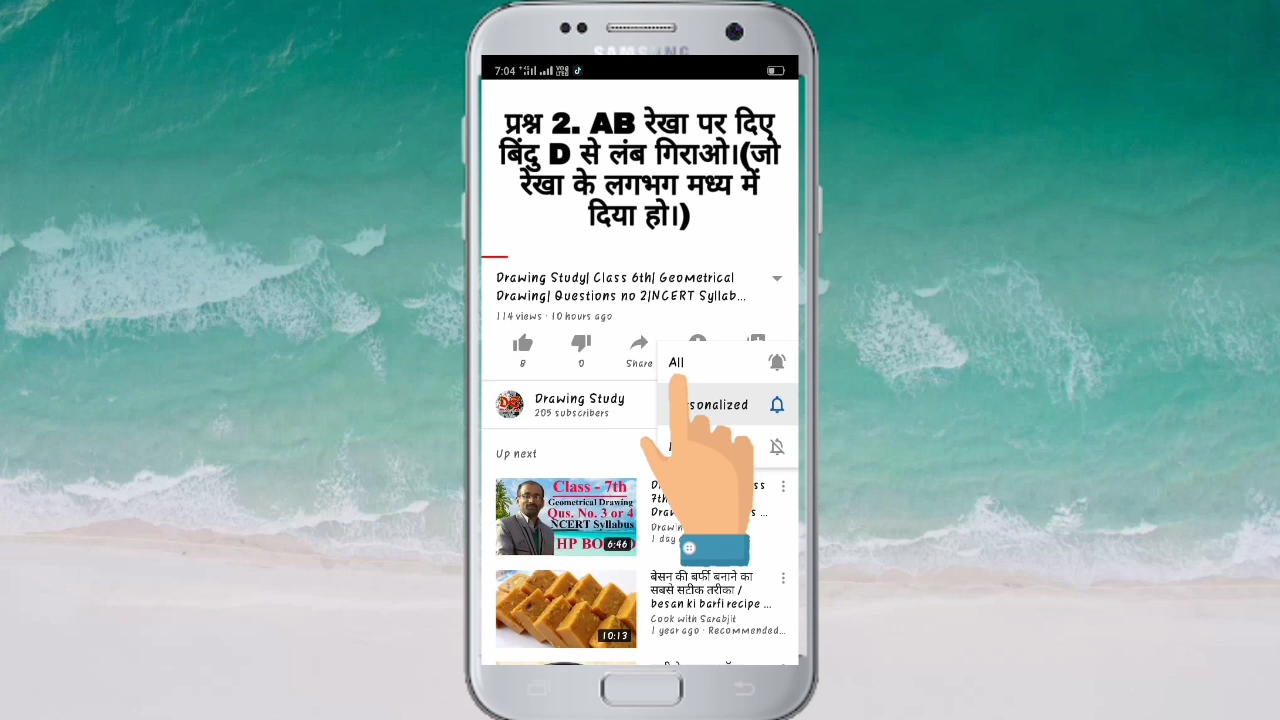 SAMSUNG
7:04
प्रश्न 2. AB रेखा पर दिए
बिंदु D से लंब गिराओ।(जो
रेखा के लगभग मध्य में
दिया हो।)
Drawing Study| Class 6th| Geometrical
Drawing| Questions no 2|NCERT Syllab...
114 views · 10 hours ago
8
0
Share
All
sonalized
Drawing Study
205 subscribers
Up next
Class - 7th
Geometrical Drawing
Qus. No. 3 or 4
NCERT Syllabus
HP BO
6:46
ss
7th
...
1 day
बेसन की बर्फी बनाने का
सबसे सटीक तरीका /
besan ki barfi recipe ...
Cook with Sarabjit
1 year ago · Recommended...
10:13